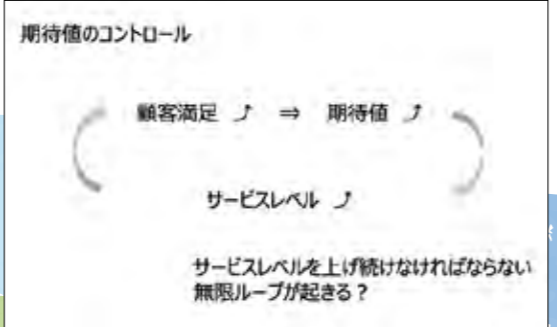 期待値のコントロール
顧客満足 ⤴ ⇒ 期待値 ⤴
サービスレベル ⤴
サービスレベルを上げ続けなければならない
無限ループが起きる？